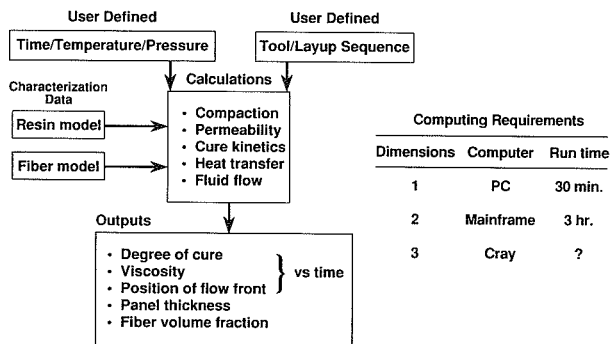 User Defined
User Defined
Time/Temperature/Pressure
Tool/Layup Sequence
Characterization
Data
Calculations
Resin model
Fiber model
• Compaction
• Permeability
• Cure kinetics
• Heat transfer
• Fluid flow
Outputs
• Degree of cure
• Viscosity
• Position of flow front
} vs time
• Panel thickness
• Fiber volume fraction
Computing Requirements
Dimensions Computer Run time
1 PC 30 min.
2 Mainframe 3 hr.
3 Cray ?